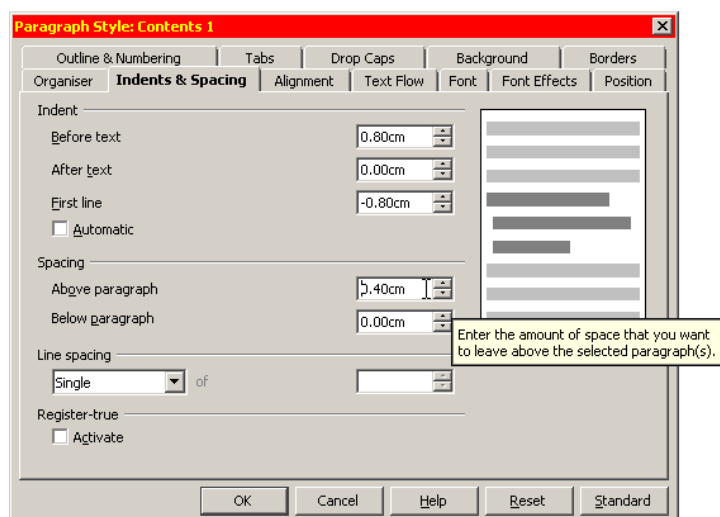 Paragraph Style: Contents 1
Outline & Numbering Tabs Drop Caps Background Borders
Organiser Indents & Spacing Alignment Text Flow Font Font Effects Position
Indent
Before text 0.80cm
After text 0.00cm
First line -0.80cm
Automatic
Spacing
Above paragraph 0.40cm
Below paragraph 0.00cm
Enter the amount of space that you want
to leave above the selected paragraph(s).
Line spacing
Single of
Register-true
Activate
OK Cancel Help Reset Standard